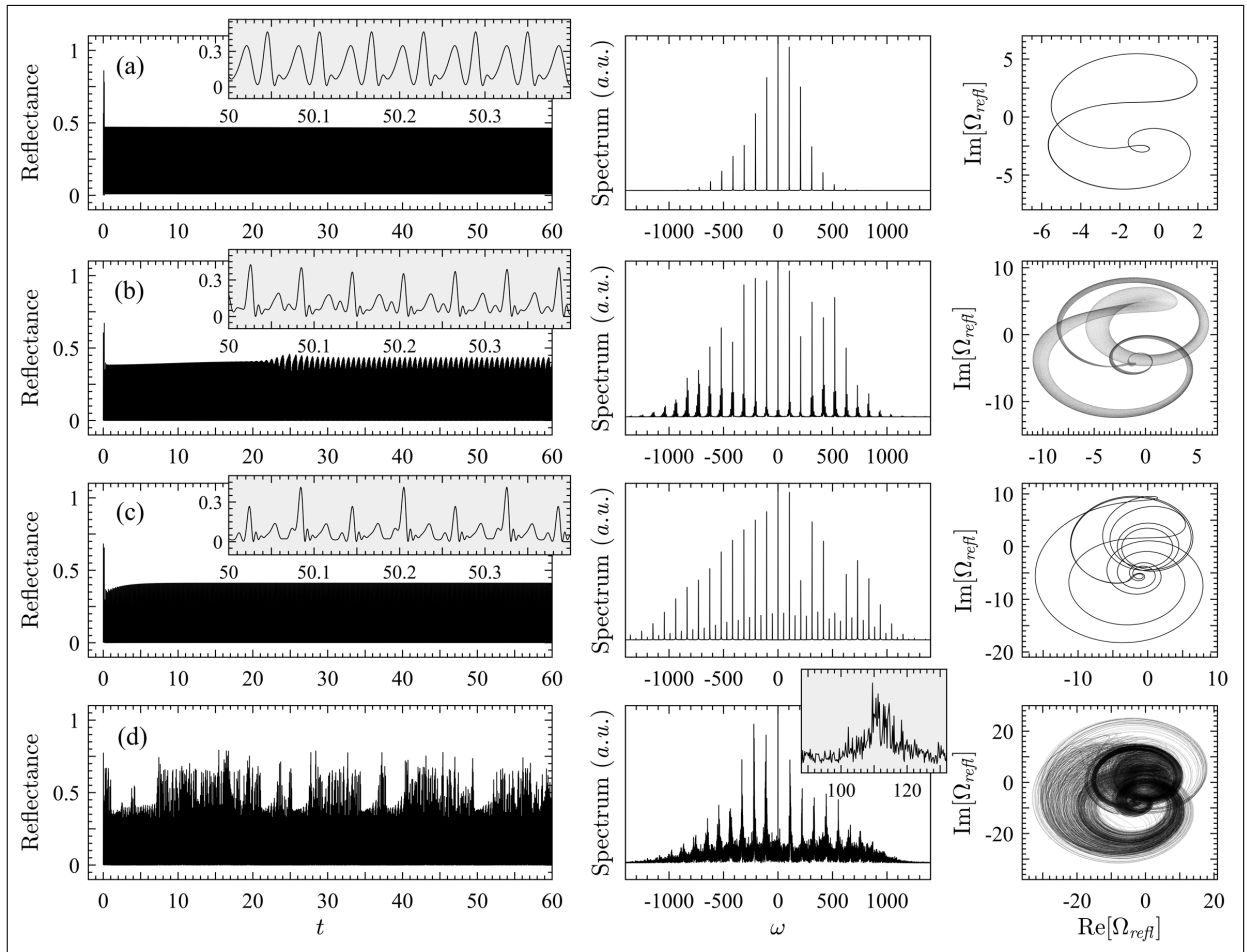 (a)
Reflectance
1
0.5
0
0.3
0
50 50.1 50.2 50.3
0 10 20 30 40 50 60
Spectrum (a.u.)
-1000 -500 0 500 1000
Im[Ω_refl]
5
0
-5
-6 -4 -2 0 2
(b)
Reflectance
1
0.5
0
0.3
0
50 50.1 50.2 50.3
0 10 20 30 40 50 60
Spectrum (a.u.)
-1000 -500 0 500 1000
Im[Ω_refl]
10
0
-10
-10 -5 0 5
(c)
Reflectance
1
0.5
0
0.3
0
50 50.1 50.2 50.3
0 10 20 30 40 50 60
Spectrum (a.u.)
-1000 -500 0 500 1000
Im[Ω_refl]
10
0
-10
-20
-10 0 10
(d)
Reflectance
1
0.5
0
0 10 20 30 40 50 60
t
Spectrum (a.u.)
100 120
-1000 -500 0 500 1000
ω
Im[Ω_refl]
20
0
-20
-20 0 20
Re[Ω_refl]